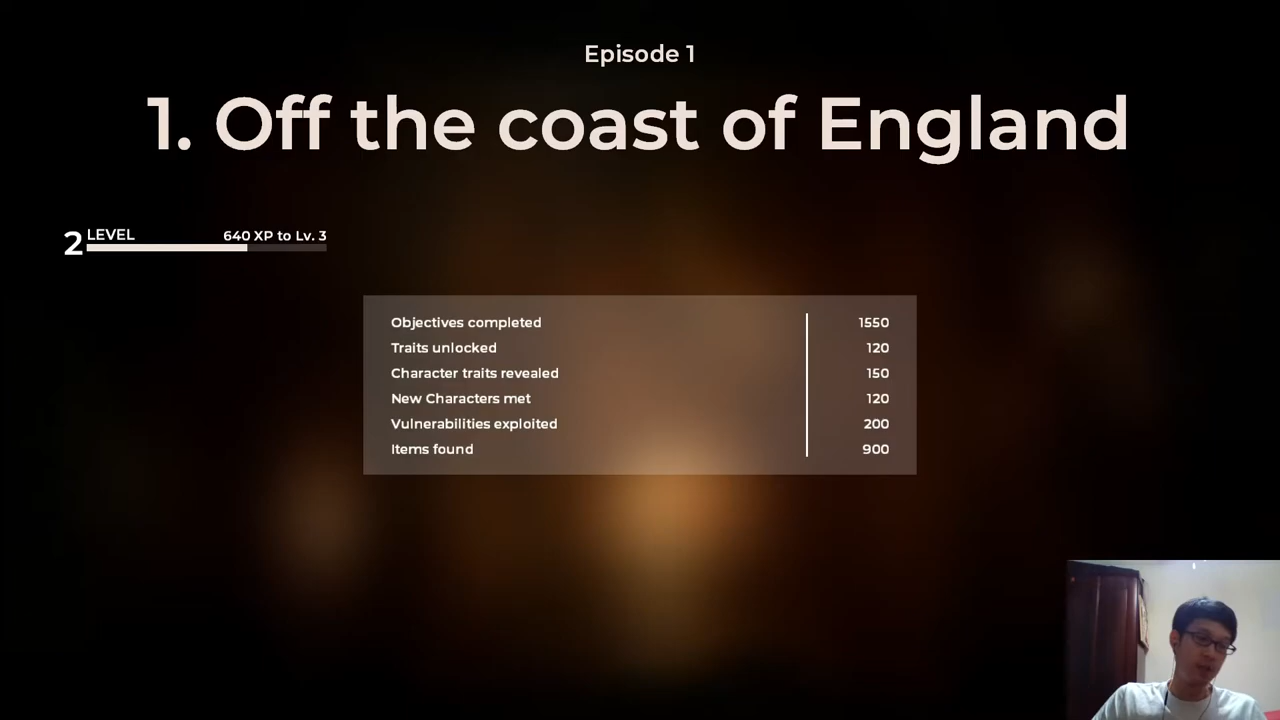 Episode 1
1. Off the coast of England
2 LEVEL 640 XP to Lv. 3
Objectives completed 1550
Traits unlocked 120
Character traits revealed 150
New Characters met 120
Vulnerabilities exploited 200
Items found 900